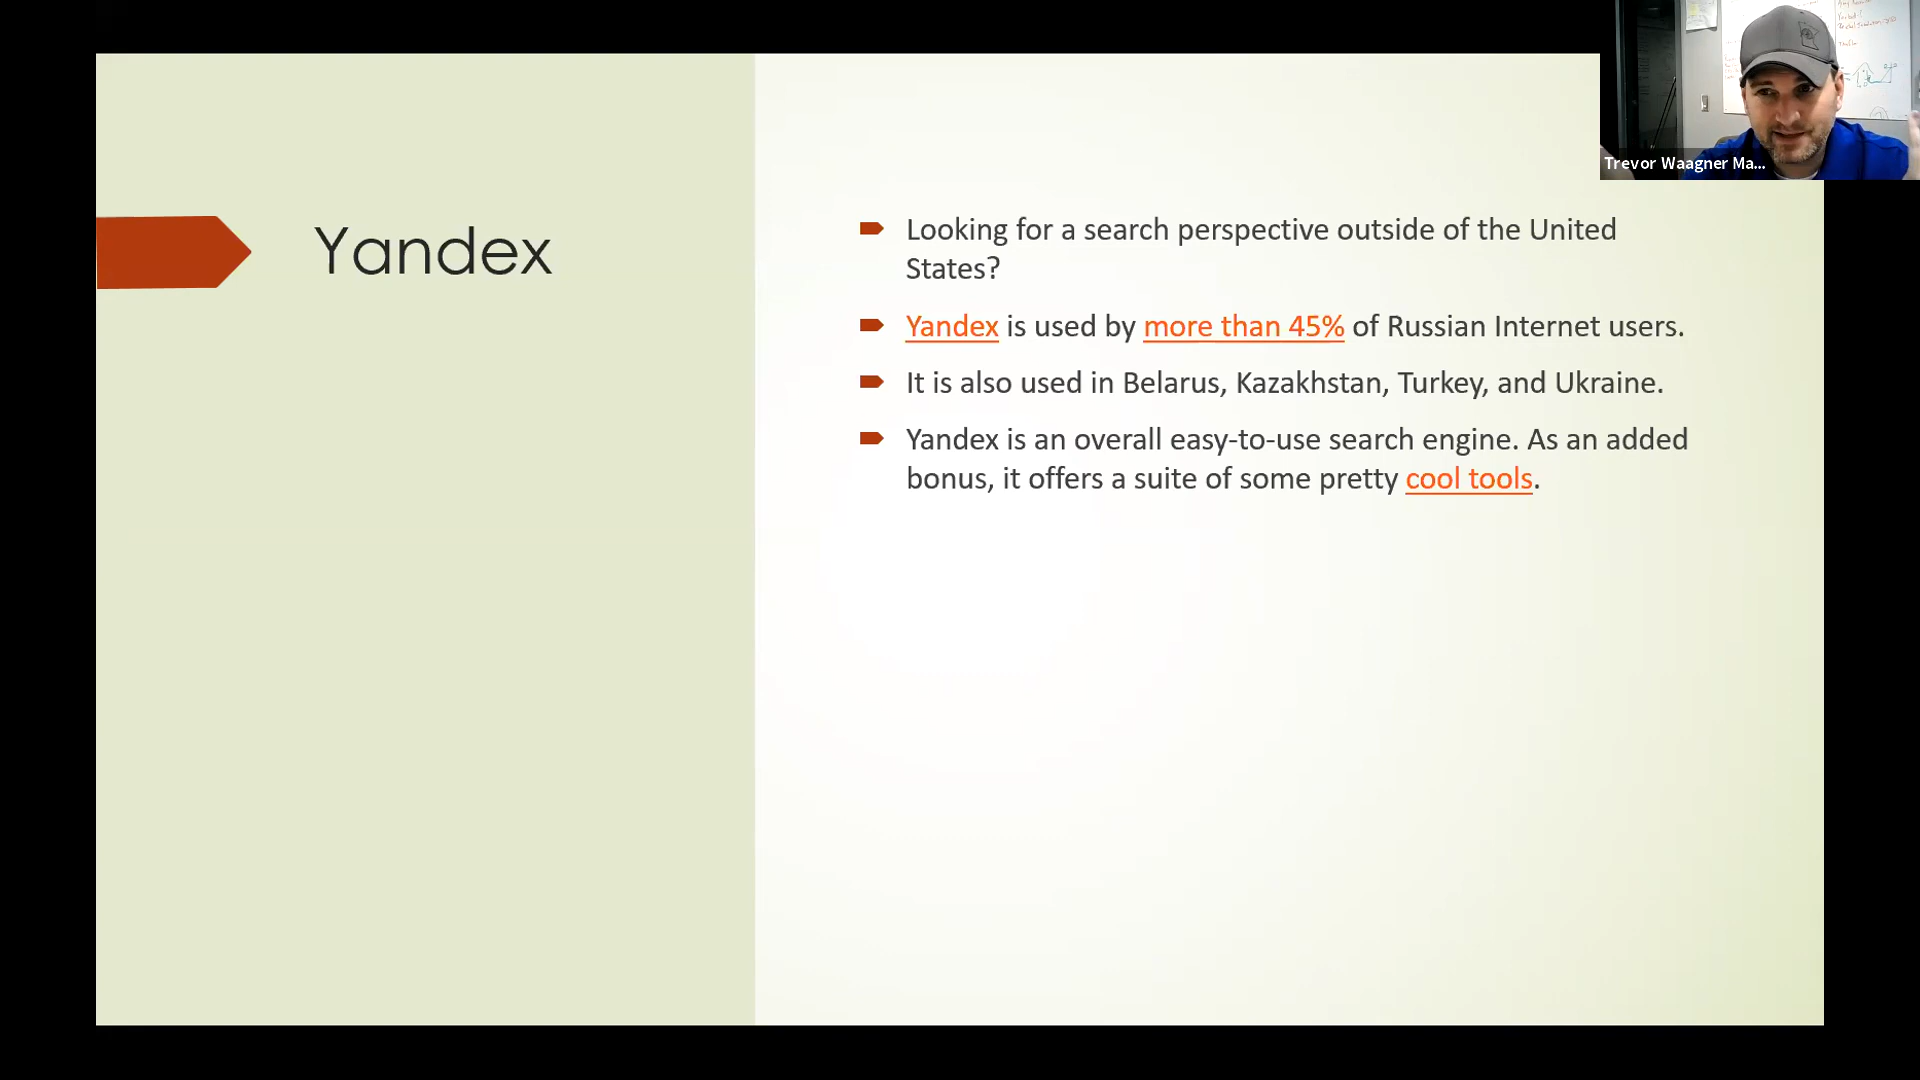 Yandex
Looking for a search perspective outside of the United
States?
Yandex is used by more than 45% of Russian Internet users.
It is also used in Belarus, Kazakhstan, Turkey, and Ukraine.
Yandex is an overall easy-to-use search engine. As an added
bonus, it offers a suite of some pretty cool tools.
Trevor Waagner Ma...